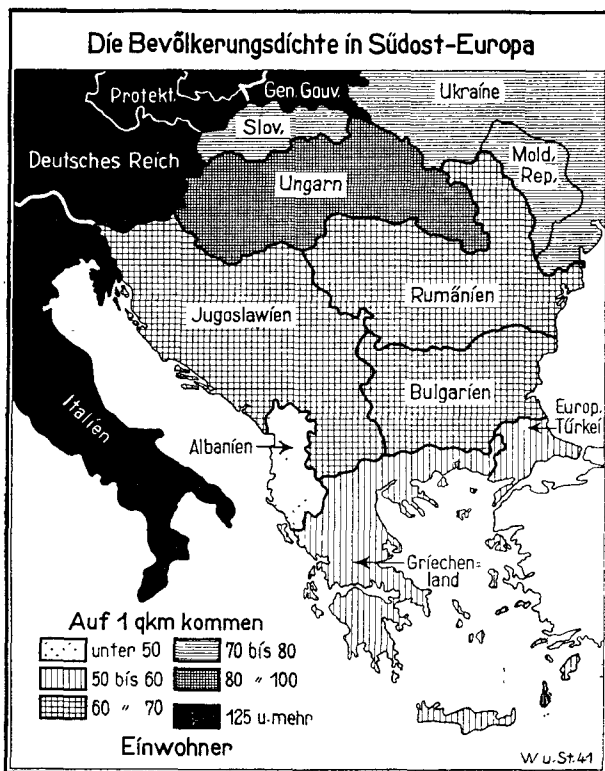 Die Bevölkerungsdichte in Südost-Europa
Protekt.
Gen. Gouv.
Ukraine
Slov.
Mold.
Rep.
Deutsches Reich
Ungarn
Rumänien
Jugoslawien
Bulgarien
Italien
Europ.
Türkei
Albanien
Griechen=
land
Auf 1 qkm kommen
unter 50
70 bis 80
50 bis 60
80 " 100
60 " 70
125 u. mehr
Einwohner
W u. St. 41